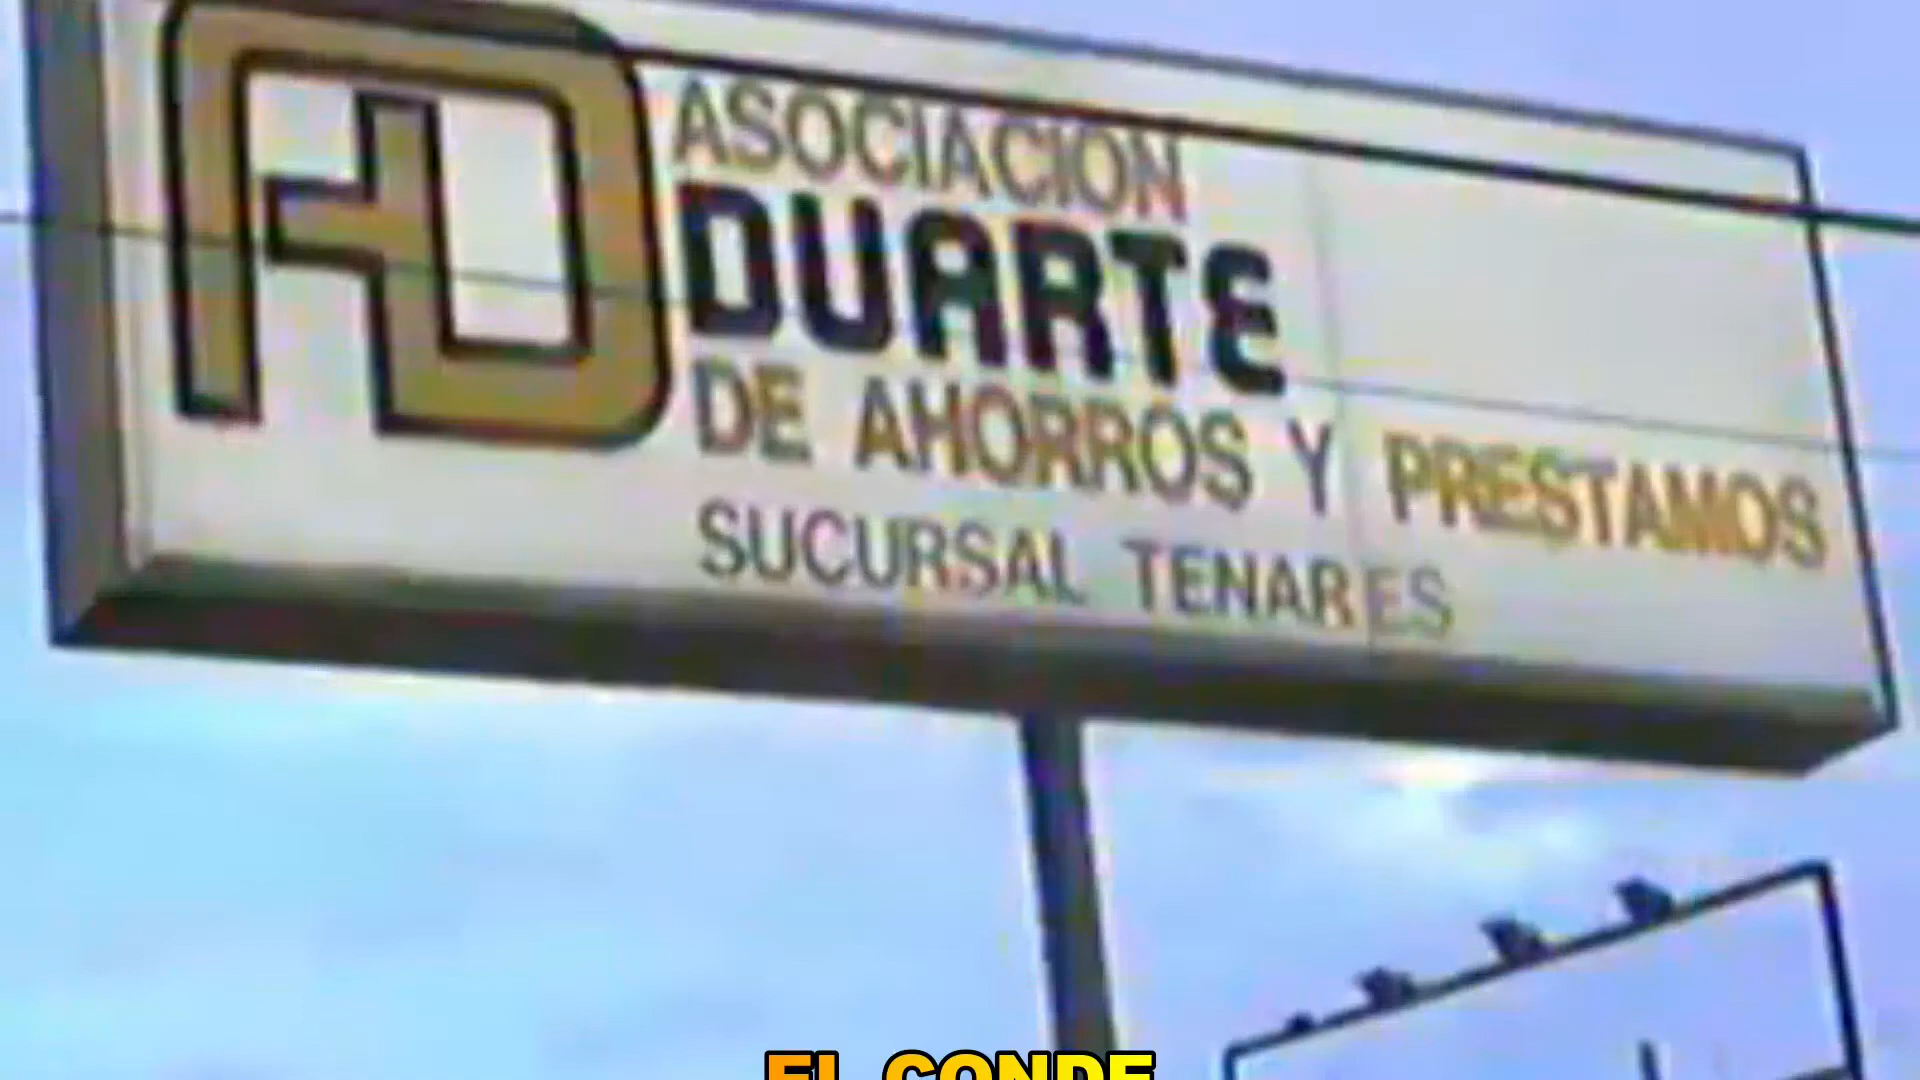 AD
ASOCIACION
DUARTE
DE AHORROS Y PRESTAMOS
SUCURSAL TENARES
EL CONDE